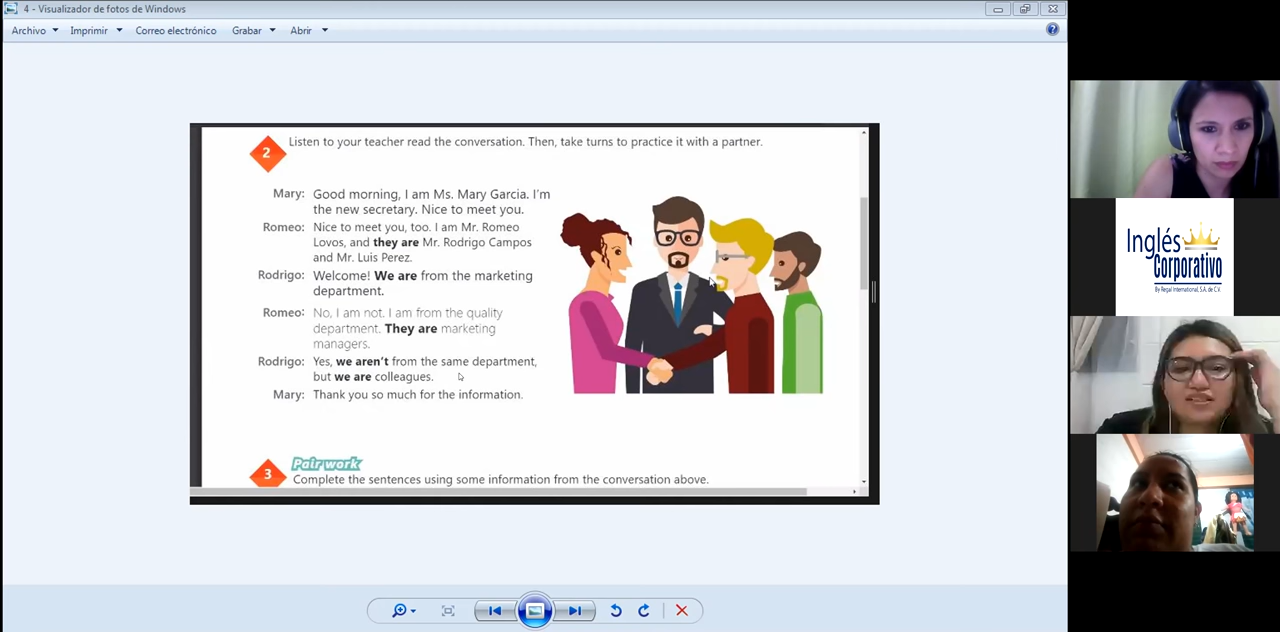 4 - Visualizador de fotos de Windows
Archivo Imprimir Correo electrónico Grabar Abrir
2
Listen to your teacher read the conversation. Then, take turns to practice it with a partner.
Mary: Good morning, I am Ms. Mary Garcia. I'm
the new secretary. Nice to meet you.
Romeo: Nice to meet you, too. I am Mr. Romeo
Lovos, and they are Mr. Rodrigo Campos
and Mr. Luis Perez.
Rodrigo: Welcome! We are from the marketing
department.
Romeo: No, I am not. I am from the quality
department. They are marketing
managers.
Rodrigo: Yes, we aren't from the same department,
but we are colleagues.
Mary: Thank you so much for the information.
3
Pair work
Complete the sentences using some information from the conversation above.
Inglés
Corporativo
By Regal International, S.A. de C.V.